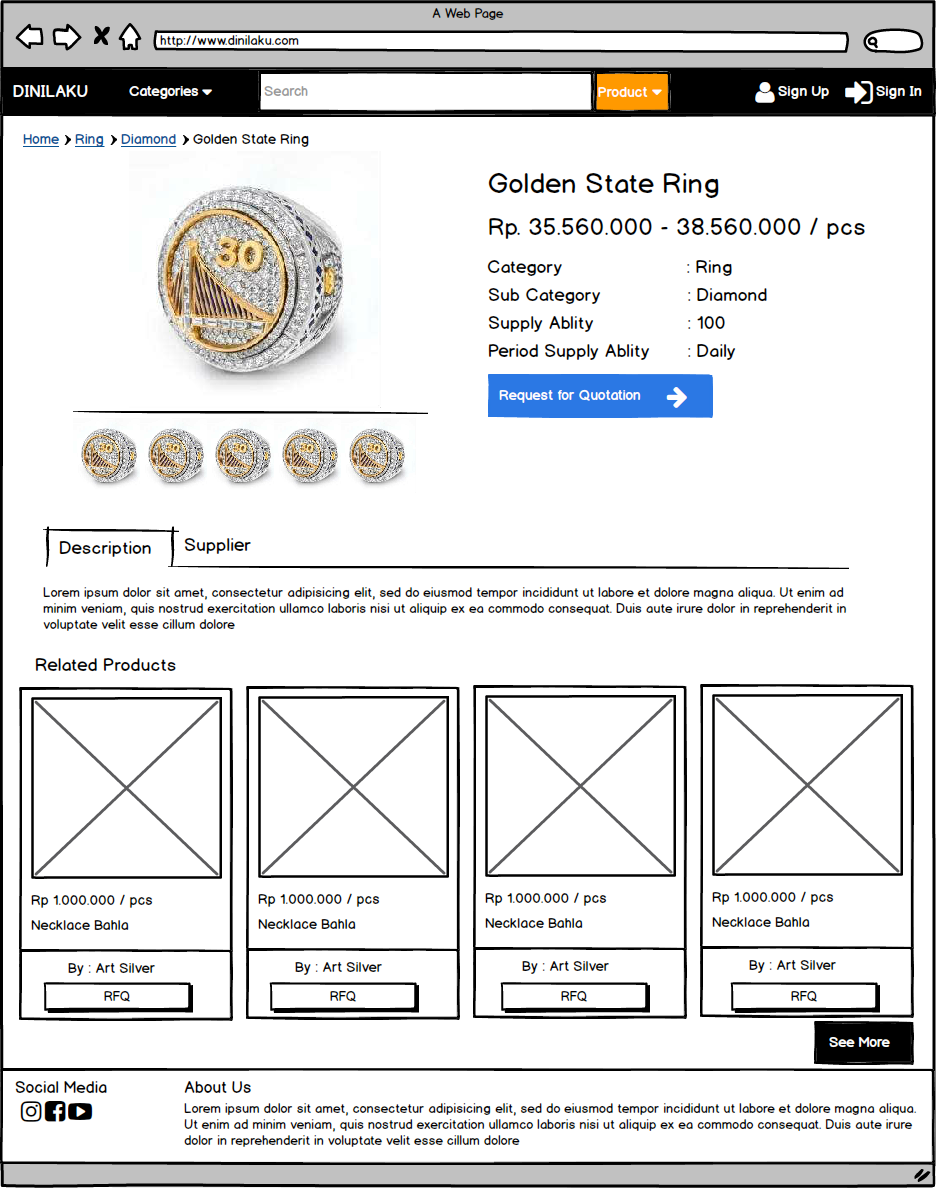 A Web Page
http://www.dinilaku.com
DINILAKU Categories Search Product Sign Up Sign In
Home Ring Diamond Golden State Ring
30
Golden State Ring
Rp. 35.560.000 - 38.560.000 / pcs
Category : Ring
Sub Category : Diamond
Supply Ablity : 100
Period Supply Ablity : Daily
Request for Quotation
30 30 30 30 30
Description Supplier
Lorem ipsum dolor sit amet, consectetur adipisicing elit, sed do eiusmod tempor incididunt ut labore et dolore magna aliqua. Ut enim ad
minim veniam, quis nostrud exercitation ullamco laboris nisi ut aliquip ex ea commodo consequat. Duis aute irure dolor in reprehenderit in
voluptate velit esse cillum dolore
Related Products
Rp 1.000.000 / pcs Rp 1.000.000 / pcs Rp 1.000.000 / pcs Rp 1.000.000 / pcs
Necklace Bahla Necklace Bahla Necklace Bahla Necklace Bahla
By : Art Silver By : Art Silver By : Art Silver By : Art Silver
RFQ RFQ RFQ RFQ
See More
Social Media
About Us
Lorem ipsum dolor sit amet, consectetur adipisicing elit, sed do eiusmod tempor incididunt ut labore et dolore magna aliqua.
Ut enim ad minim veniam, quis nostrud exercitation ullamco laboris nisi ut aliquip ex ea commodo consequat. Duis aute irure
dolor in reprehenderit in voluptate velit esse cillum dolore